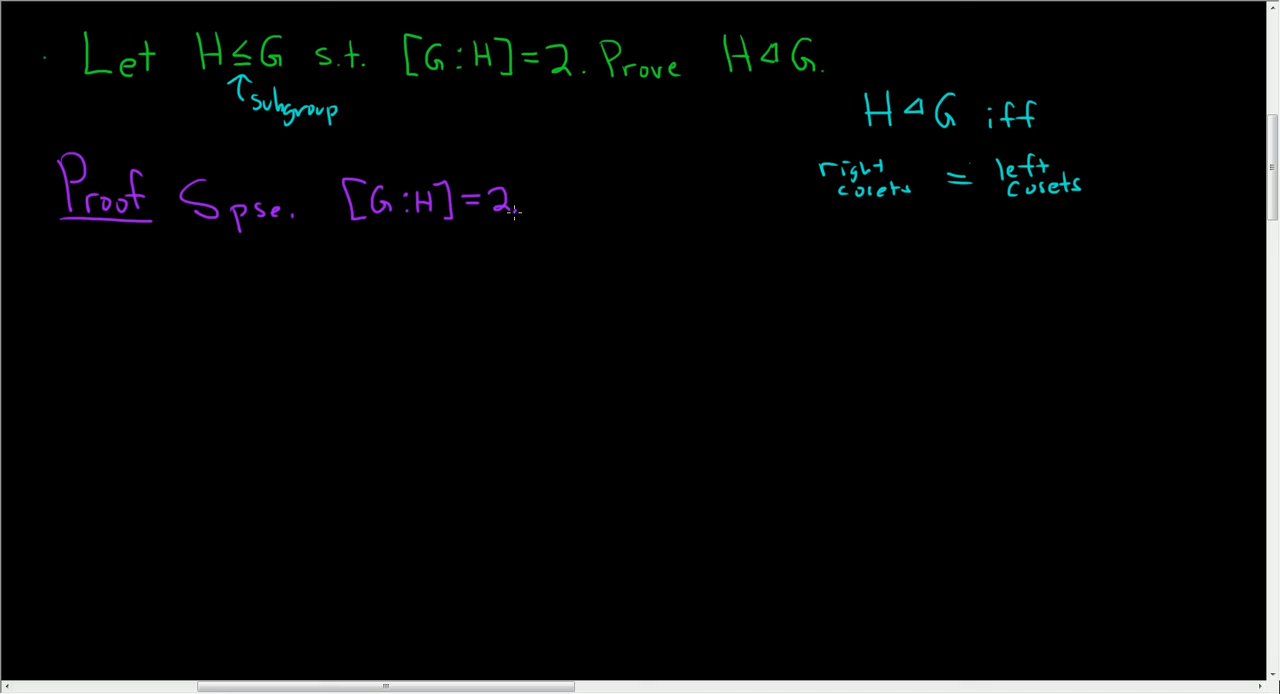 Let H≤G s.t. [G:H]=2. Prove H⊲G.
subgroup
H⊲G iff
right cosets = left cosets
Proof Spse. [G:H]=2.